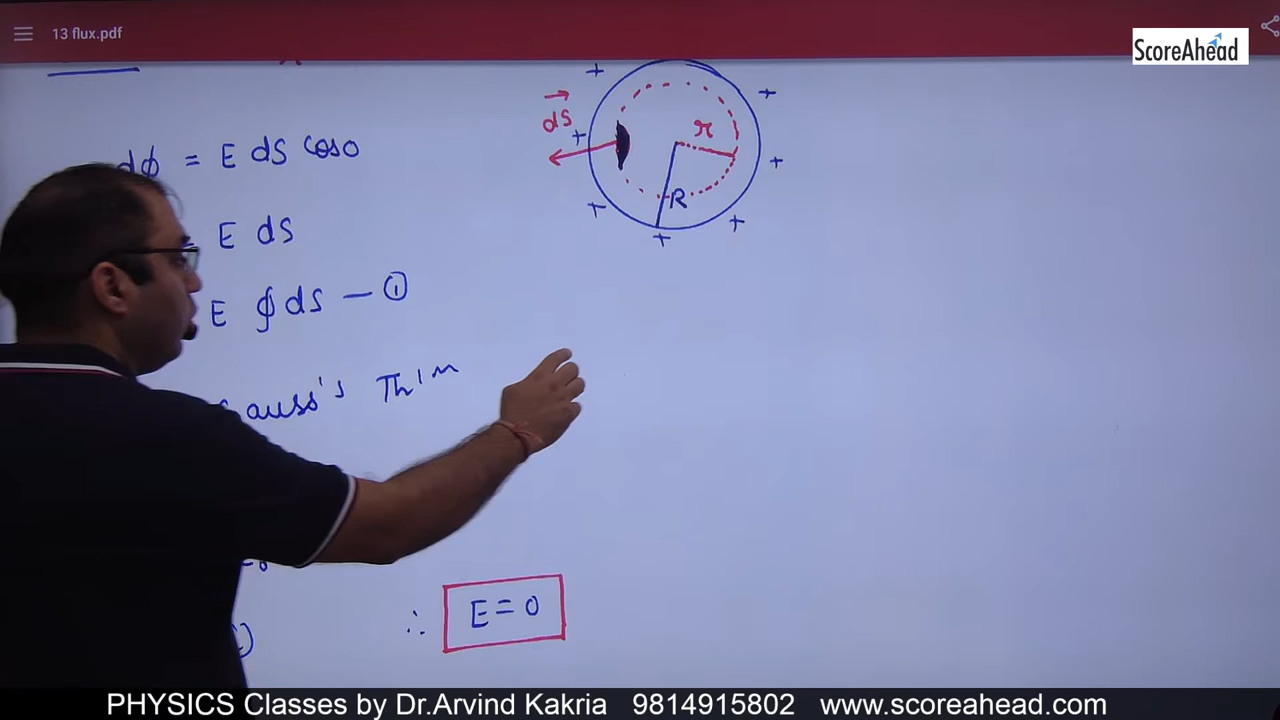 13 flux.pdf
ScoreAhead
dϕ = E dS cos0
E dS
E ∮ dS — ①
auss's Th'm
∴ E = 0
dS
r
R
+ + + + + + + +
PHYSICS Classes by Dr.Arvind Kakria 9814915802 www.scoreahead.com